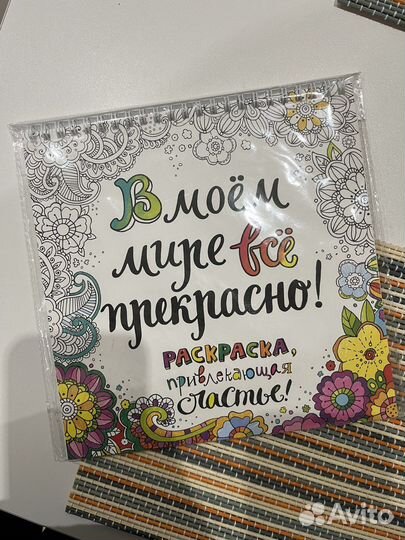 В моём
мире всё
прекрасно!
РАСКРАСКА,
привлекающая
счастье!
Avito